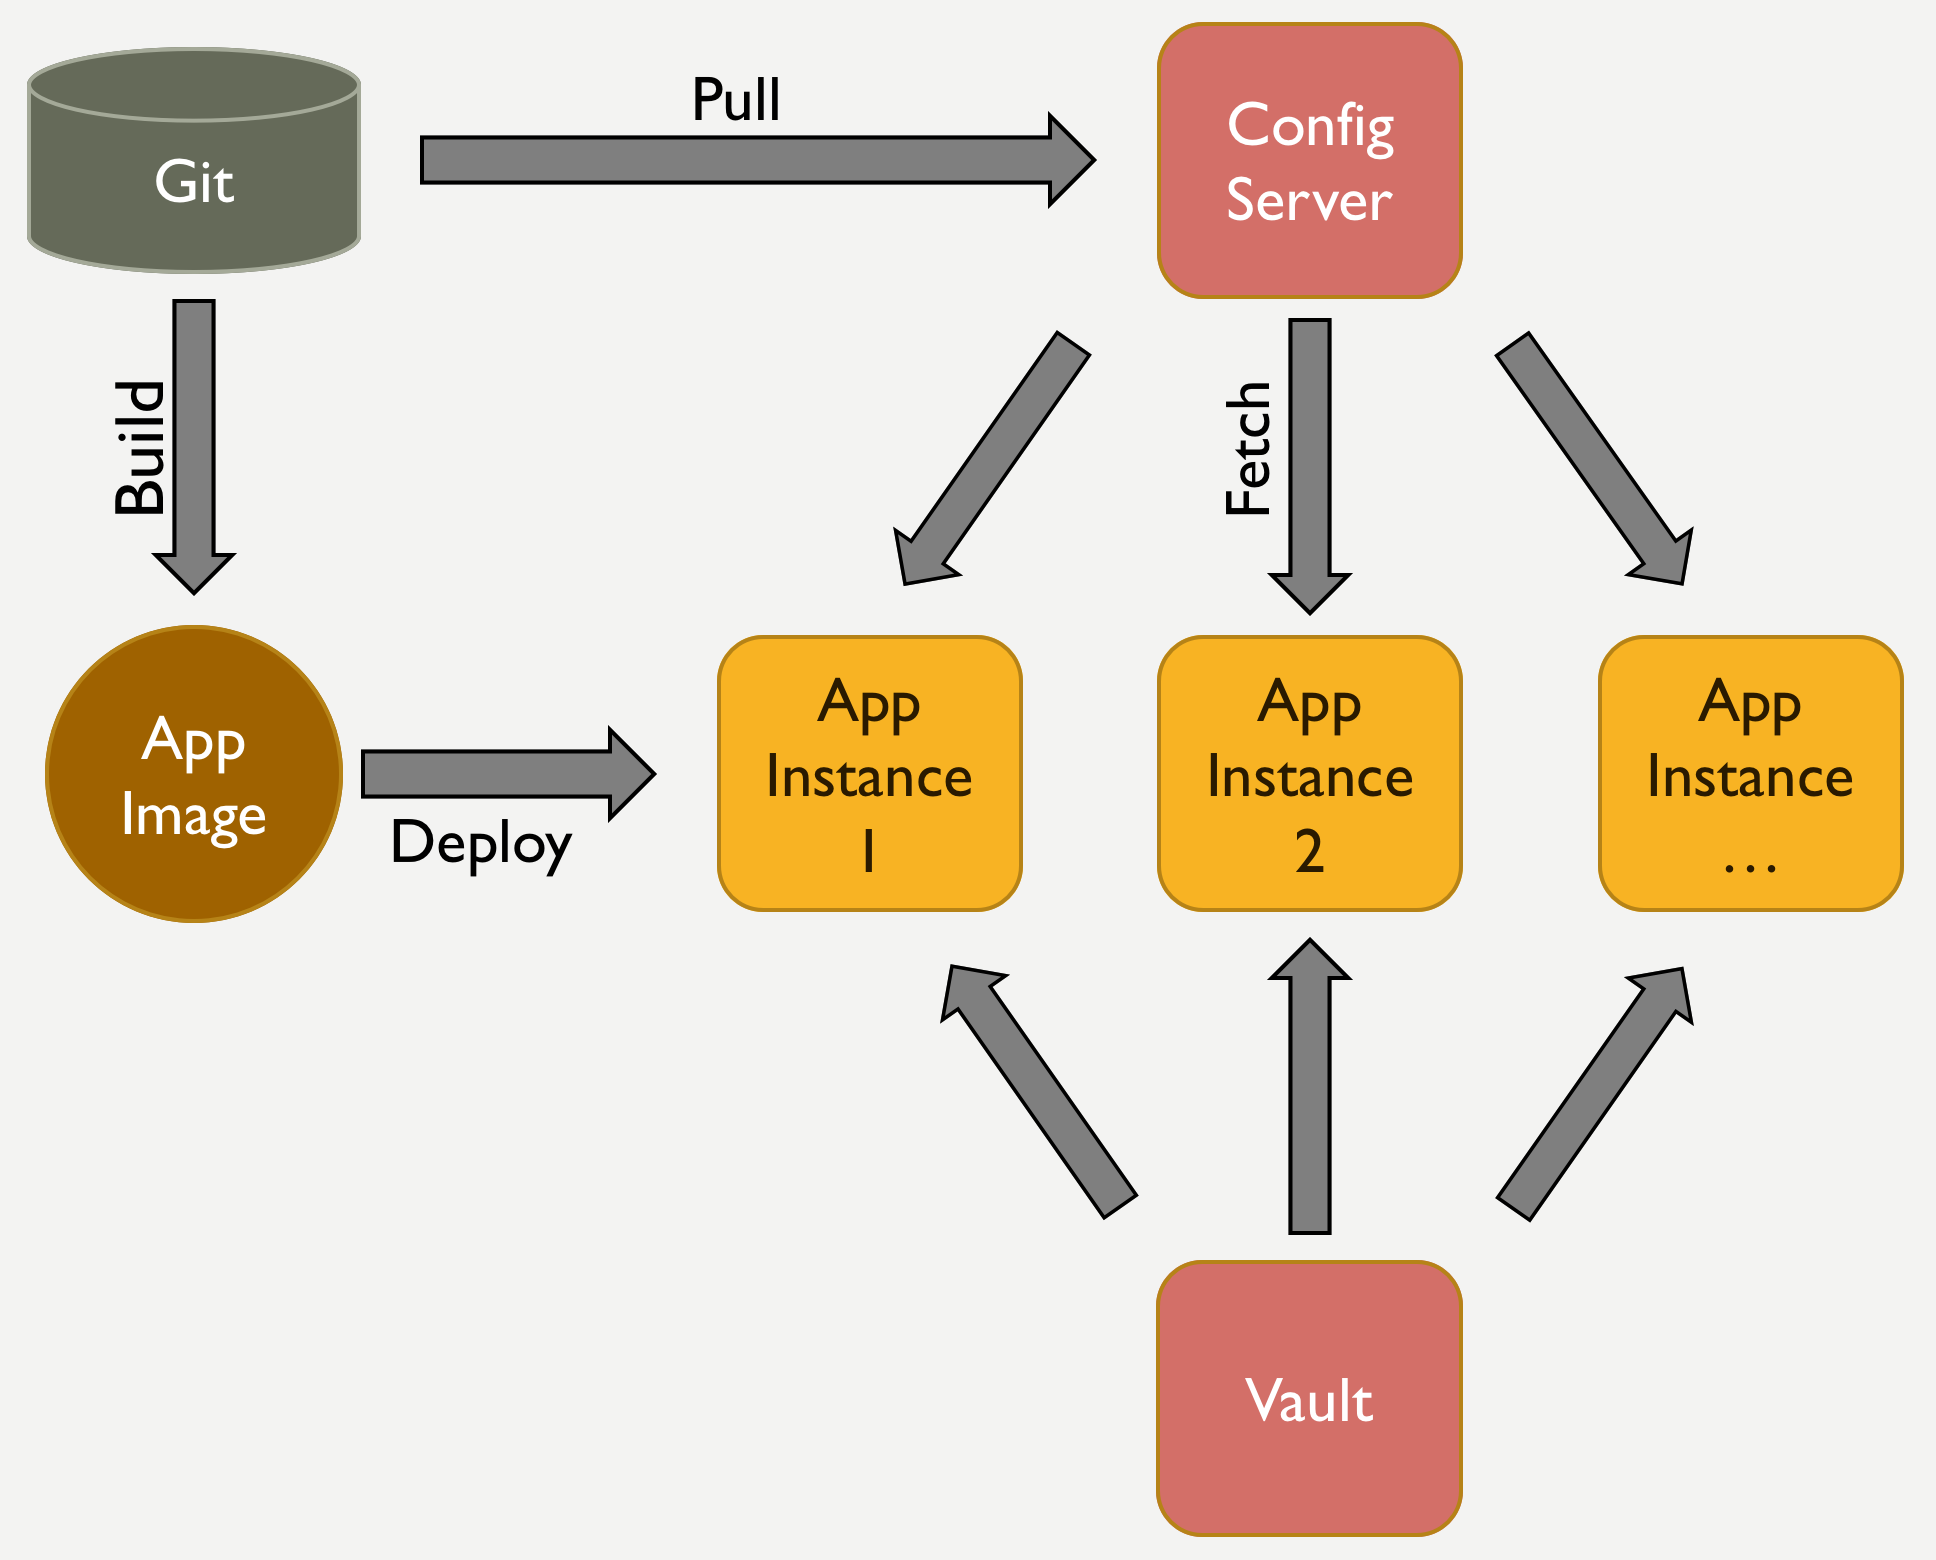 Git
Pull
Config
Server
Build
Fetch
App
Image
Deploy
App
Instance
1
App
Instance
2
App
Instance
…
Vault